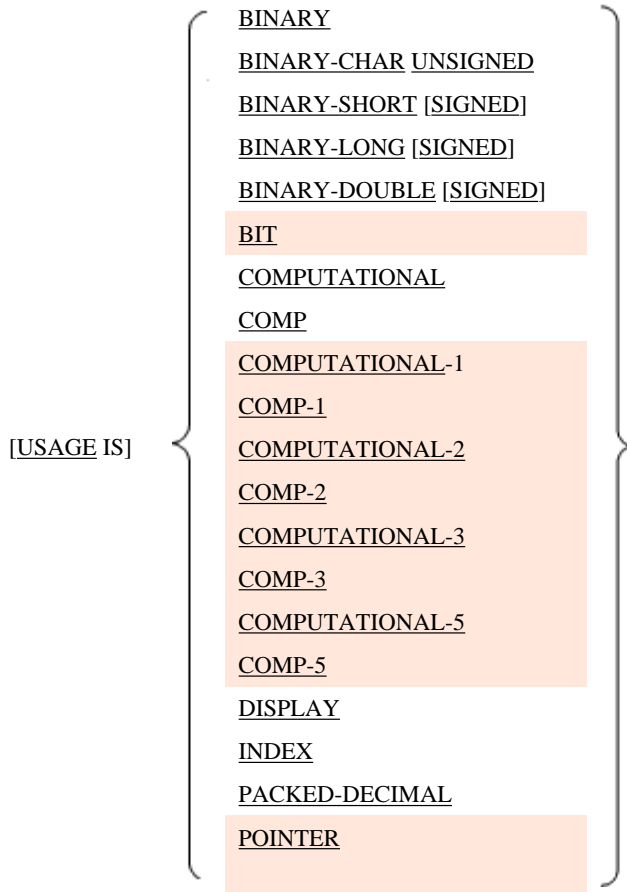 BINARY
BINARY-CHAR UNSIGNED
BINARY-SHORT [SIGNED]
BINARY-LONG [SIGNED]
BINARY-DOUBLE [SIGNED]
BIT
COMPUTATIONAL
COMP
COMPUTATIONAL-1
COMP-1
[USAGE IS]
COMPUTATIONAL-2
COMP-2
COMPUTATIONAL-3
COMP-3
COMPUTATIONAL-5
COMP-5
DISPLAY
INDEX
PACKED-DECIMAL
POINTER